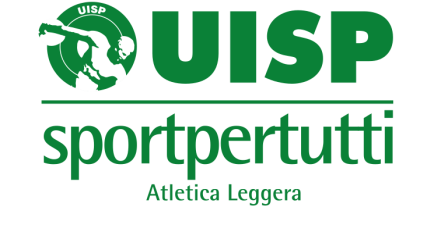 UISP
UISP
sportpertutti
Atletica Leggera